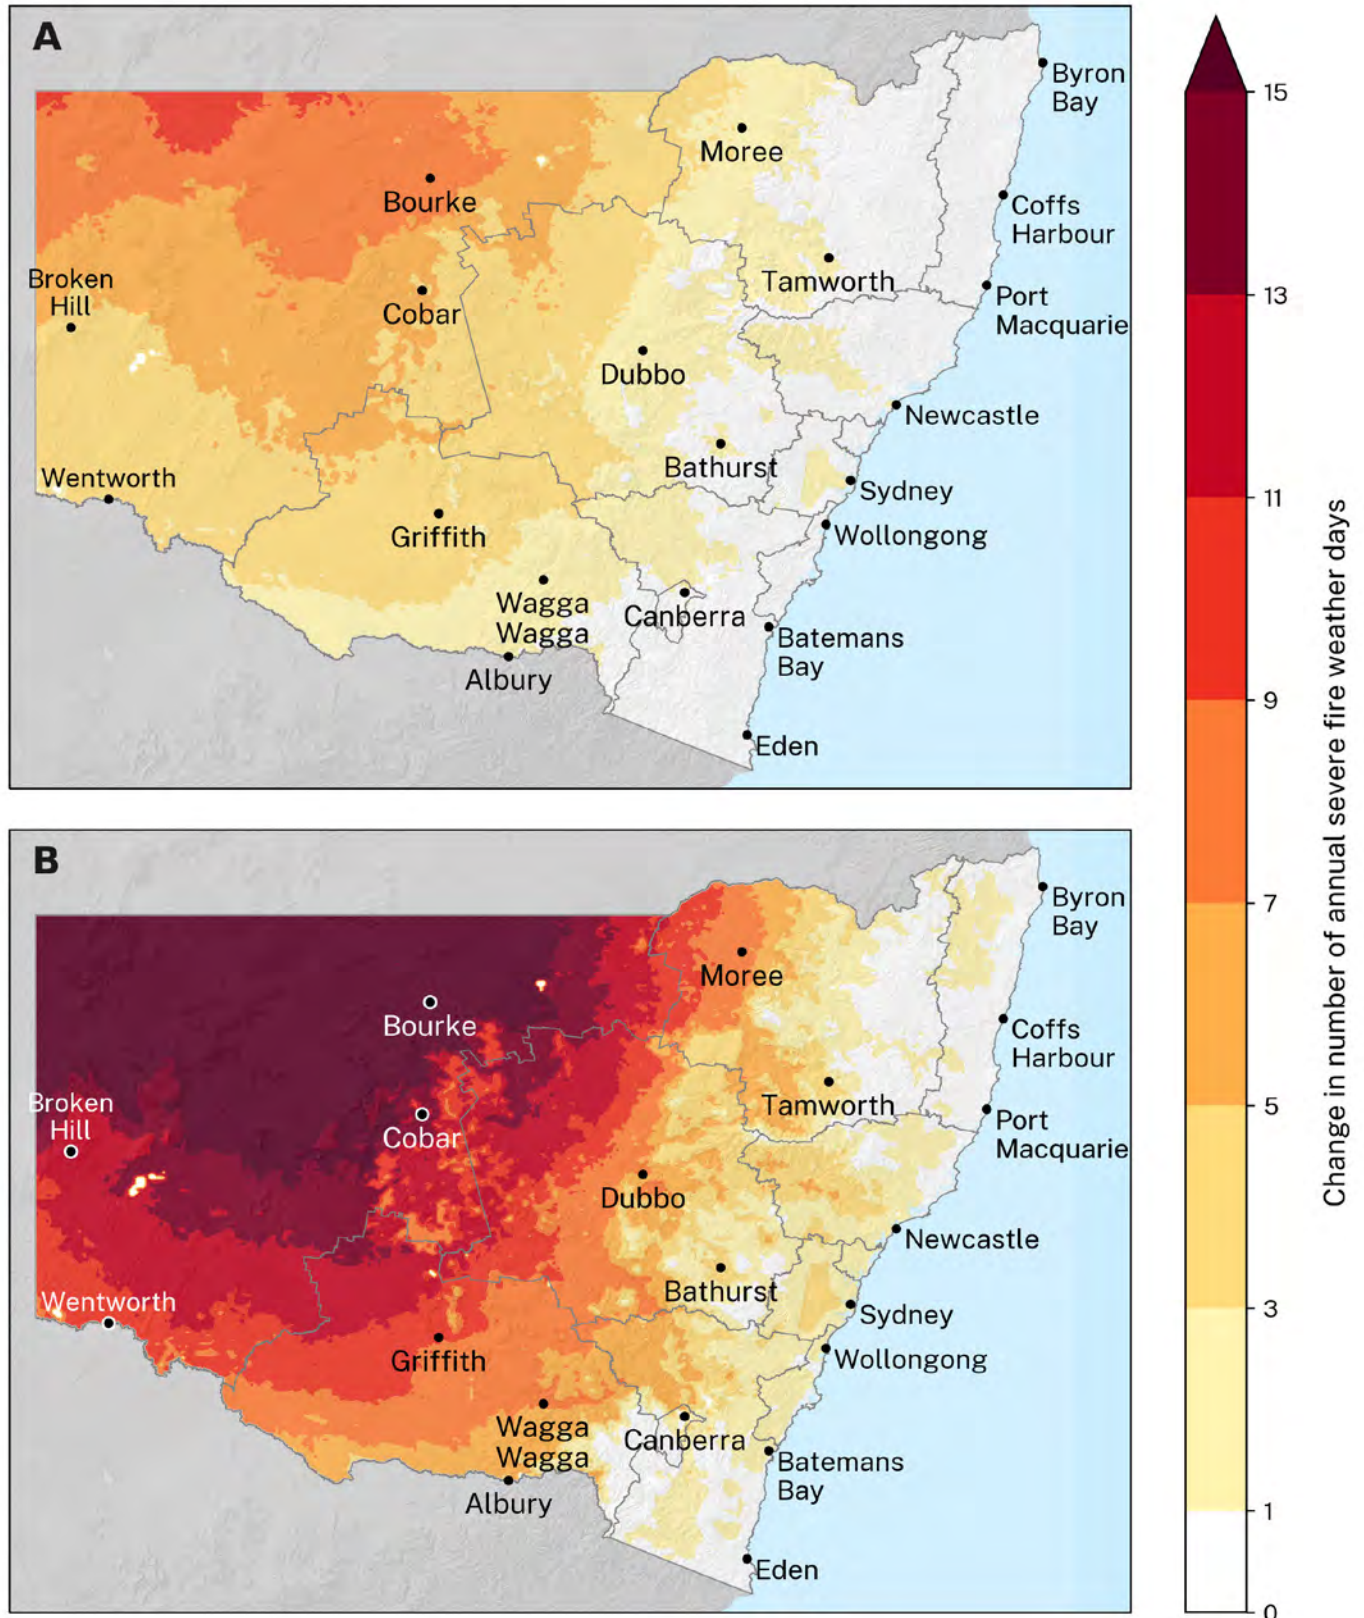 A
Byron
Bay
Moree
Bourke
Coffs
Harbour
Broken
Hill
Tamworth
Cobar
Port
Macquarie
Dubbo
Newcastle
Bathurst
Wentworth
Sydney
Griffith
Wollongong
Wagga
Wagga
Canberra
Batemans
Bay
Albury
Eden
B
Byron
Bay
Moree
Bourke
Coffs
Harbour
Broken
Hill
Tamworth
Cobar
Port
Macquarie
Dubbo
Newcastle
Bathurst
Wentworth
Sydney
Griffith
Wollongong
Wagga
Wagga
Canberra
Batemans
Bay
Albury
Eden
15
13
11
9
7
5
3
1
0
Change in number of annual severe fire weather days